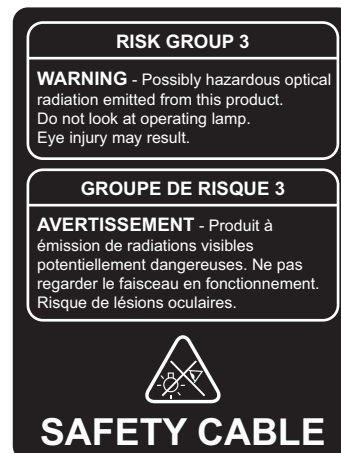 RISK GROUP 3
WARNING - Possibly hazardous optical
radiation emitted from this product.
Do not look at operating lamp.
Eye injury may result.
GROUPE DE RISQUE 3
AVERTISSEMENT - Produit à
émission de radiations visibles
potentiellement dangereuses. Ne pas
regarder le faisceau en fonctionnement.
Risque de lésions oculaires.
SAFETY CABLE